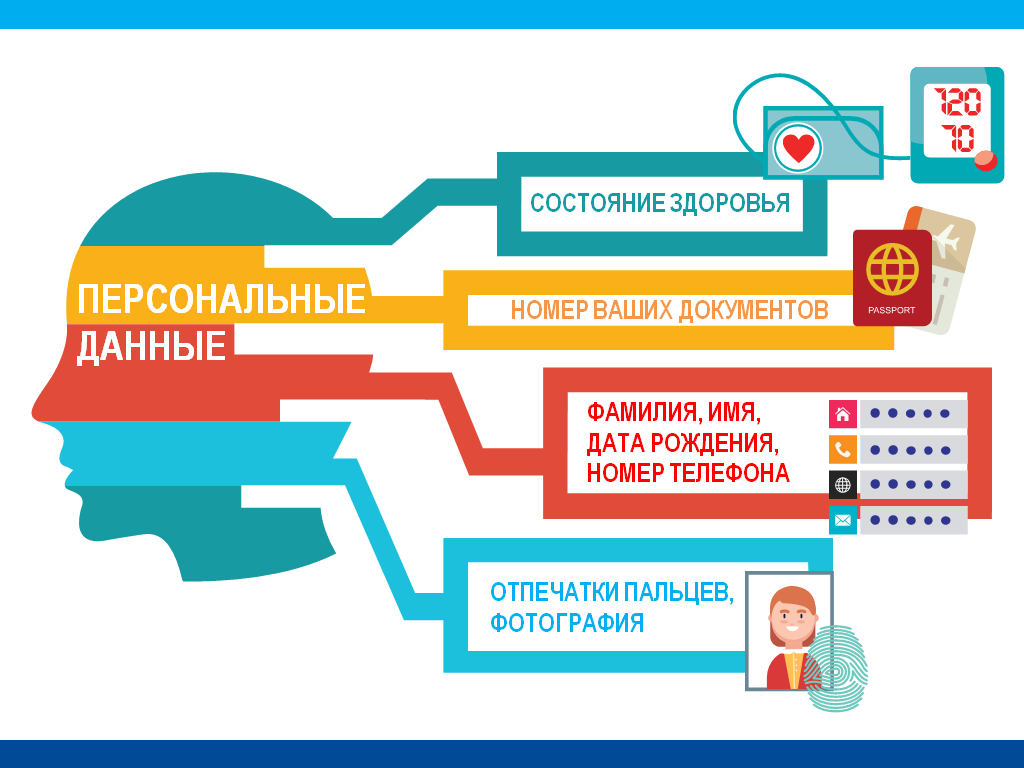 ПЕРСОНАЛЬНЫЕ
ДАННЫЕ
120
70
СОСТОЯНИЕ ЗДОРОВЬЯ
НОМЕР ВАШИХ ДОКУМЕНТОВ
PASSPORT
ФАМИЛИЯ, ИМЯ,
ДАТА РОЖДЕНИЯ,
НОМЕР ТЕЛЕФОНА
ОТПЕЧАТКИ ПАЛЬЦЕВ,
ФОТОГРАФИЯ